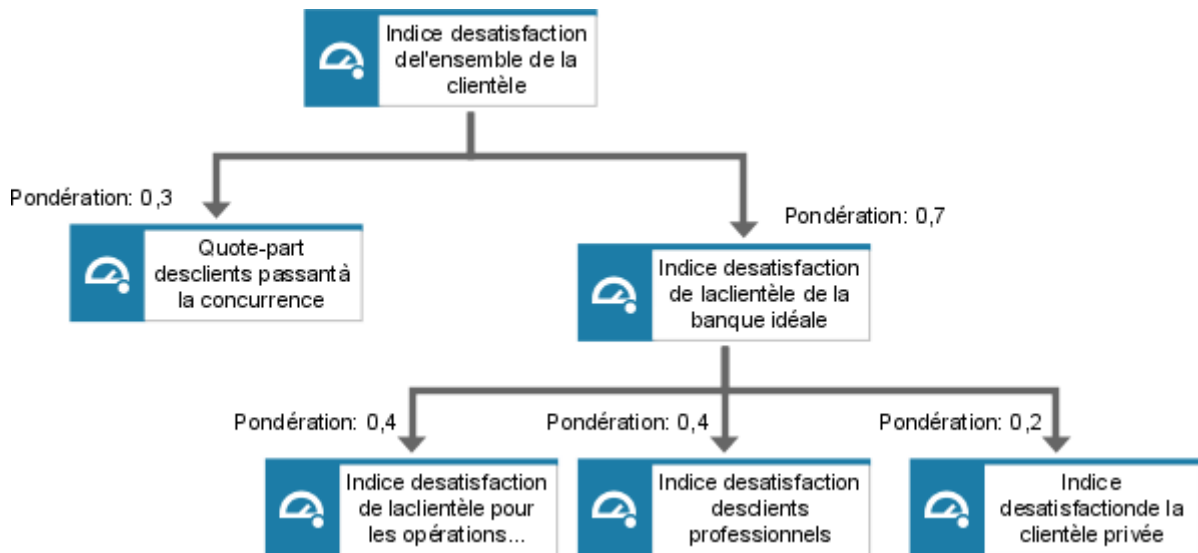 Indice desatisfaction
del'ensemble de la
clientèle
Pondération: 0,3
Pondération: 0,7
Quote-part
desclients passantà
la concurrence
Indice desatisfaction
de laclientèle de la
banque idéale
Pondération: 0,4
Pondération: 0,4
Pondération: 0,2
Indice desatisfaction
de laclientèle pour
les opérations...
Indice desatisfaction
desclients
professionnels
Indice
desatisfactionde la
clientèle privée